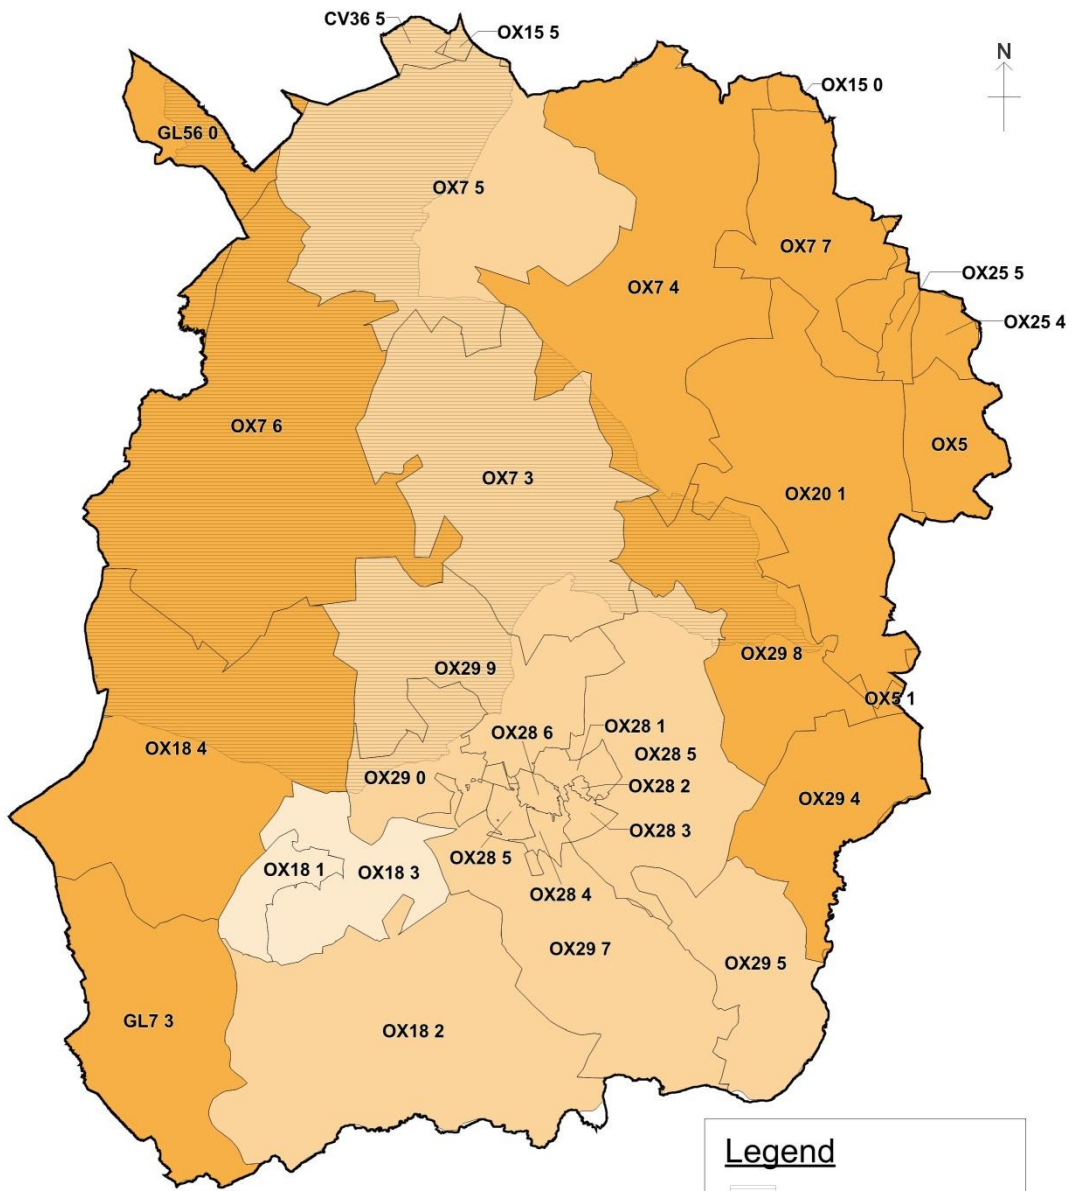 CV36 5
OX15 5
N
OX15 0
GL56 0
OX7 5
OX7 7
OX25 5
OX7 4
OX25 4
OX7 6
OX5
OX7 3
OX20 1
OX29 8
OX29 9
OX5 1
OX28 1
OX28 6
OX18 4
OX28 5
OX29 0
OX28 2
OX29 4
OX28 3
OX28 5
OX18 1
OX18 3
OX28 4
OX29 7
OX29 5
GL7 3
OX18 2
Legend